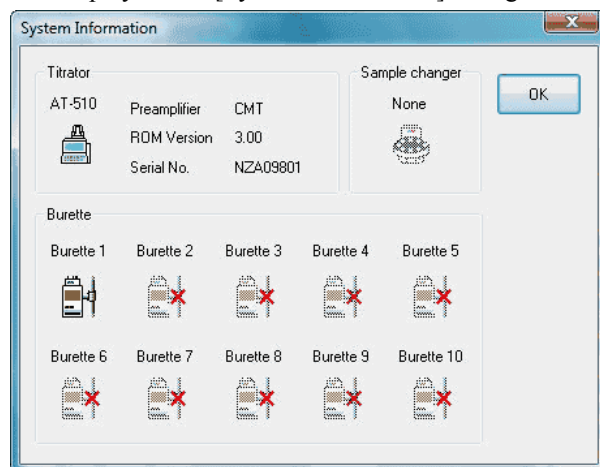 System Information
Titrator
AT-510
Preamplifier CMT
ROM Version 3.00
Serial No. NZA09801
Sample changer
None
OK
Burette
Burette 1 Burette 2 Burette 3 Burette 4 Burette 5
Burette 6 Burette 7 Burette 8 Burette 9 Burette 10